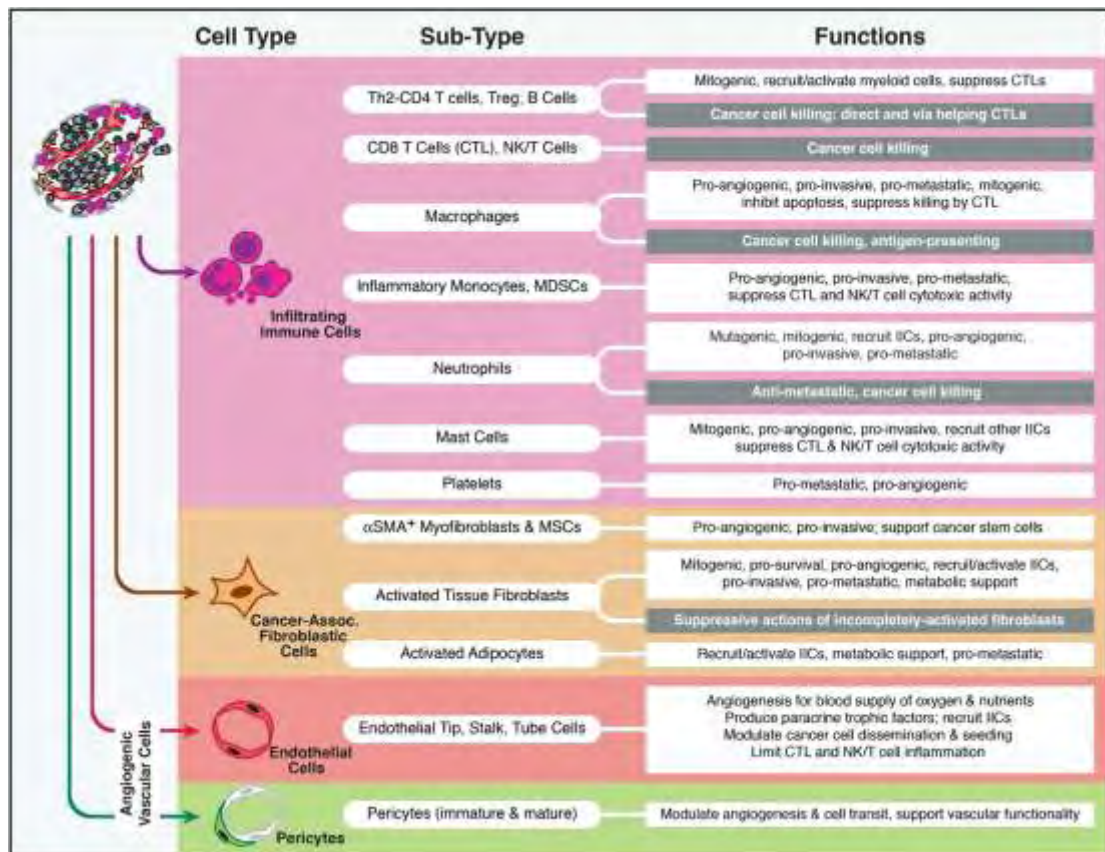 Cell Type
Sub-Type
Functions
Infiltrating
Immune Cells
Th2-CD4 T cells, Treg, B Cells
Mitogenic, recruit/activate myeloid cells, suppress CTLs
Cancer cell killing: direct and via helping CTLs
CD8 T Cells (CTL), NK/T Cells
Cancer cell killing
Macrophages
Pro-angiogenic, pro-invasive, pro-metastatic, mitogenic,
inhibit apoptosis, suppress killing by CTL
Cancer cell killing, antigen-presenting
Inflammatory Monocytes, MDSCs
Pro-angiogenic, pro-invasive, pro-metastatic,
suppress CTL and NK/T cell cytotoxic activity
Neutrophils
Mutagenic, mitogenic, recruit IICs, pro-angiogenic,
pro-invasive, pro-metastatic
Anti-metastatic, cancer cell killing
Mast Cells
Mitogenic, pro-angiogenic, pro-invasive, recruit other IICs
suppress CTL & NK/T cell cytotoxic activity
Platelets
Pro-metastatic, pro-angiogenic
Cancer-Assoc.
Fibroblastic
Cells
αSMA+ Myofibroblasts & MSCs
Pro-angiogenic, pro-invasive; support cancer stem cells
Activated Tissue Fibroblasts
Mitogenic, pro-survival, pro-angiogenic, recruit/activate IICs,
pro-invasive, pro-metastatic, metabolic support
Suppressive actions of incompletely-activated fibroblasts
Activated Adipocytes
Recruit/activate IICs, metabolic support, pro-metastatic
Angiogenic
Vascular Cells
Endothelial
Cells
Endothelial Tip, Stalk, Tube Cells
Angiogenesis for blood supply of oxygen & nutrients
Produce paracrine trophic factors; recruit IICs
Modulate cancer cell dissemination & seeding
Limit CTL and NK/T cell inflammation
Pericytes
Pericytes (immature & mature)
Modulate angiogenesis & cell transit, support vascular functionality